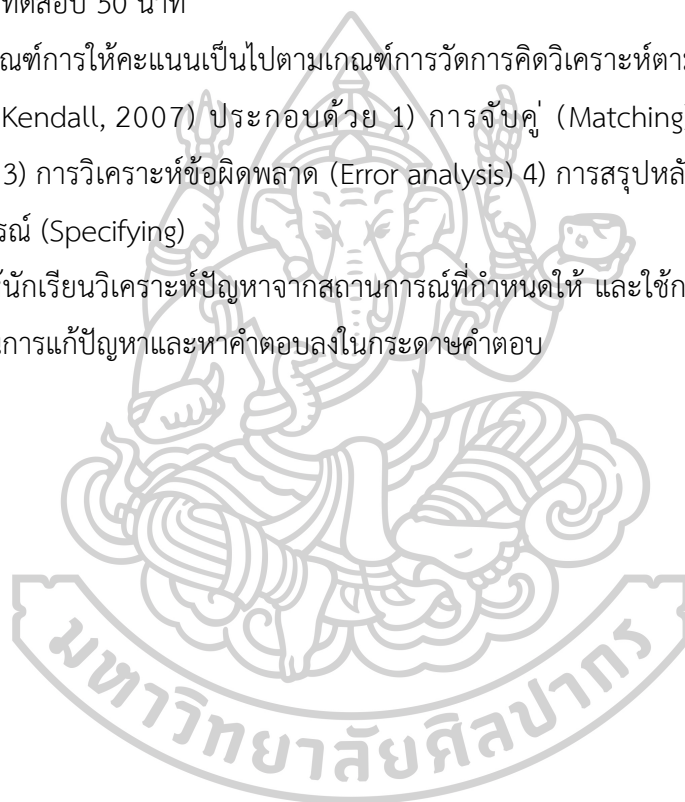 ทดสอบ 50 นาที
ณฑ์การให้คะแนนเป็นไปตามเกณฑ์การวัดการคิดวิเคราะห์ตาม
Kendall, 2007) ประกอบด้วย 1) การจับคู่ (Matching)
3) การวิเคราะห์ข้อผิดพลาด (Error analysis) 4) การสรุปหลั
รณ์ (Specifying)
นักเรียนวิเคราะห์ปัญหาจากสถานการณ์ที่กำหนดให้ และใช้ก
นการแก้ปัญหาและหาคำตอบลงในกระดาษคำตอบ
มหาวิทยาลัยศิลปากร